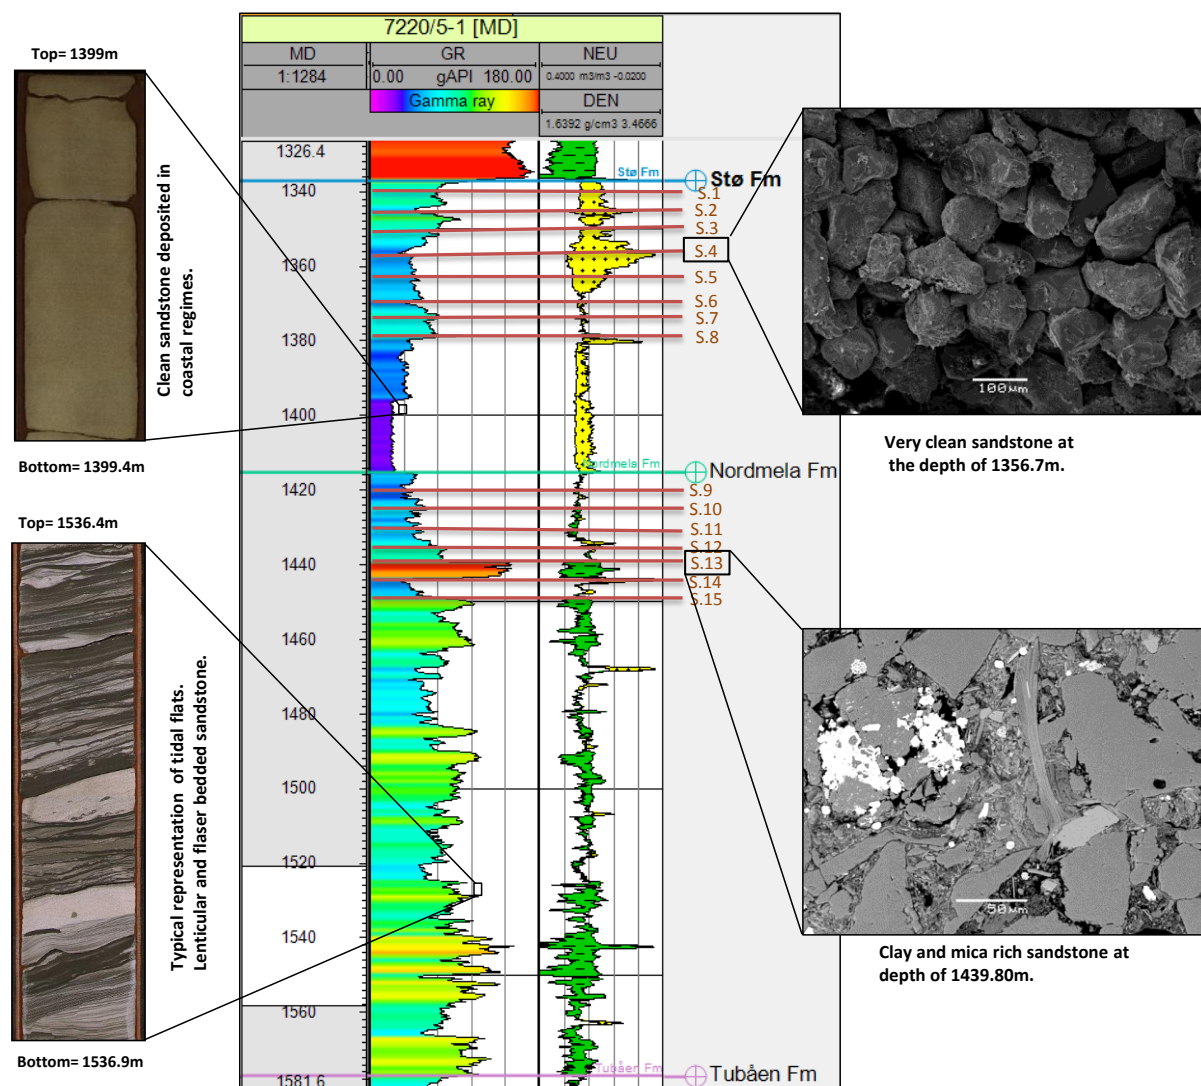 7220/5-1 [MD]
MD
GR
NEU
1:1284
0.00 gAPI 180.00
0.4000 m3/m3 -0.0200
Gamma ray
DEN
1.6392 g/cm3 3.4666
Top= 1399m
Clean sandstone deposited in
coastal regimes.
Bottom= 1399.4m
Top= 1536.4m
Typical representation of tidal flats.
Lenticular and flaser bedded sandstone.
Bottom= 1536.9m
1326.4
1340
1360
1380
1400
1420
1440
1460
1480
1500
1520
1540
1560
1581.6
Stø Fm
Stø Fm
S.1
S.2
S.3
S.4
S.5
S.6
S.7
S.8
Nordmela Fm
Nordmela Fm
S.9
S.10
S.11
S.12
S.13
S.14
S.15
Tubåen Fm
Tubåen Fm
100µm
Very clean sandstone at
the depth of 1356.7m.
50µm
Clay and mica rich sandstone at
depth of 1439.80m.